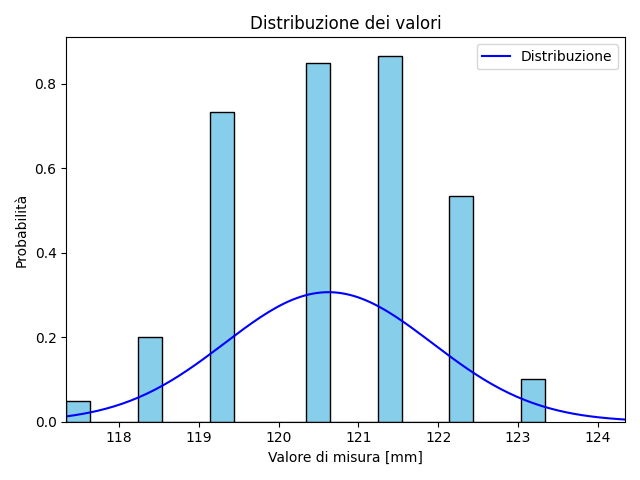 Distribuzione dei valori
Distribuzione
Probabilità
0.8
0.6
0.4
0.2
0.0
118 119 120 121 122 123 124
Valore di misura [mm]